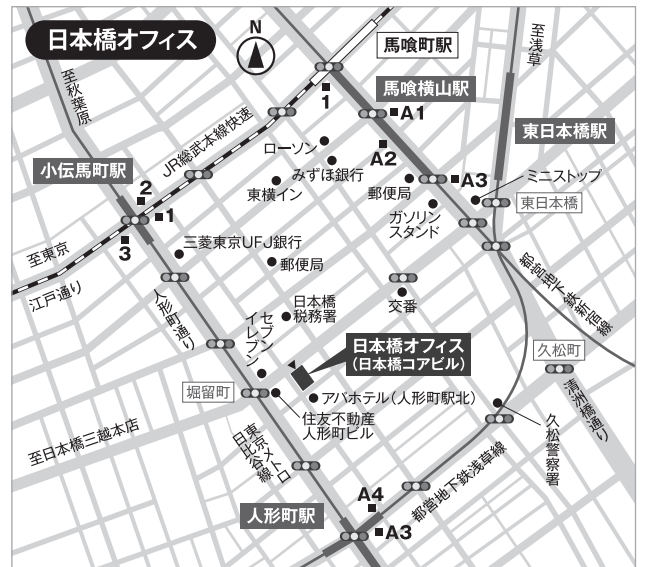 日本橋オフィス
N
馬喰町駅
至浅草
至秋葉原
馬喰横山駅
1
A1
JR総武本線快速
ローソン
A2
東日本橋駅
みずほ銀行
小伝馬町駅
東横イン
郵便局
A3
ミニストップ
2
1
ガソリン
スタンド
東日本橋
3
三菱東京UFJ銀行
至東京
郵便局
都営地下鉄新宿線
江戸通り
人形町通り
交番
日本橋
税務署
セブン
イレブン
日本橋オフィス
(日本橋コアビル)
久松町
堀留町
アパホテル(人形町駅北)
清洲橋通り
住友不動産
人形町ビル
至日本橋三越本店
東京メトロ
日比谷線
久松警察署
都営地下鉄浅草線
A4
人形町駅
A3